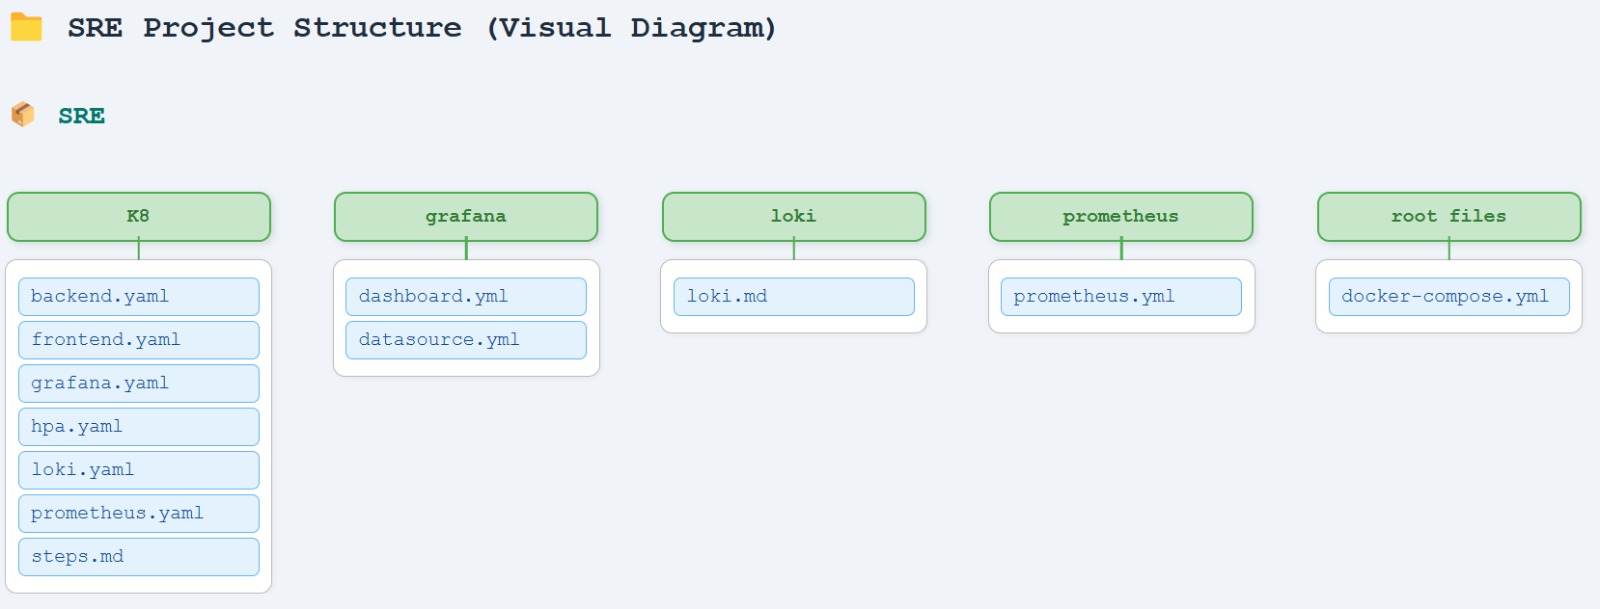 SRE Project Structure (Visual Diagram)
SRE
K8
backend.yaml
frontend.yaml
grafana.yaml
hpa.yaml
loki.yaml
prometheus.yaml
steps.md
grafana
dashboard.yml
datasource.yml
loki
loki.md
prometheus
prometheus.yml
root files
docker-compose.yml